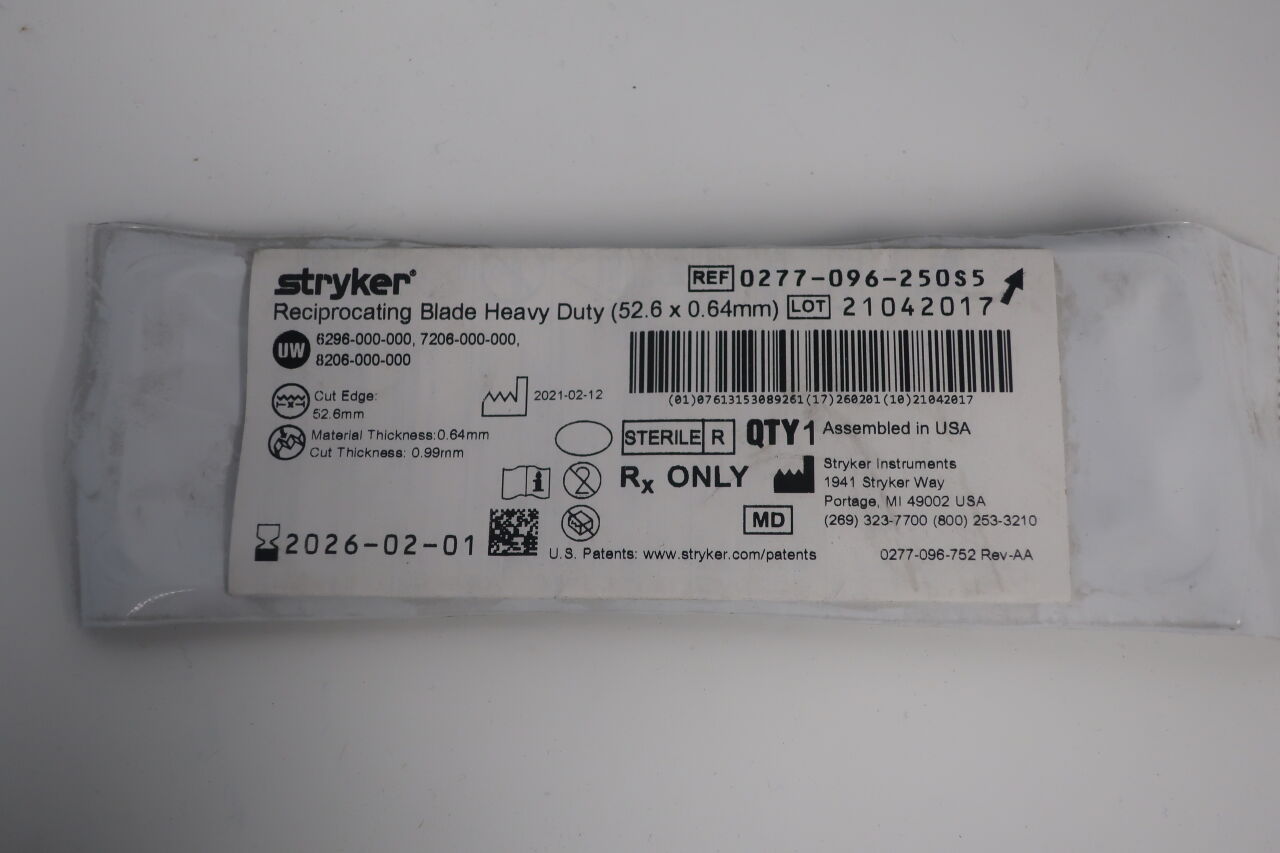 stryker®
REF 0277-096-250S5
Reciprocating Blade Heavy Duty (52.6 x 0.64mm)
LOT 21042017
UW 6296-000-000, 7206-000-000,
8206-000-000
(01)07613153089261(17)260201(10)21042017
Cut Edge:
52.6mm
2021-02-12
Material Thickness:0.64mm
Cut Thickness: 0.99mm
STERILE R
QTY 1
Assembled in USA
i
2
Rx ONLY
Stryker Instruments
1941 Stryker Way
Portage, MI 49002 USA
(269) 323-7700 (800) 253-3210
MD
2026-02-01
U.S. Patents: www.stryker.com/patents
0277-096-752 Rev-AA